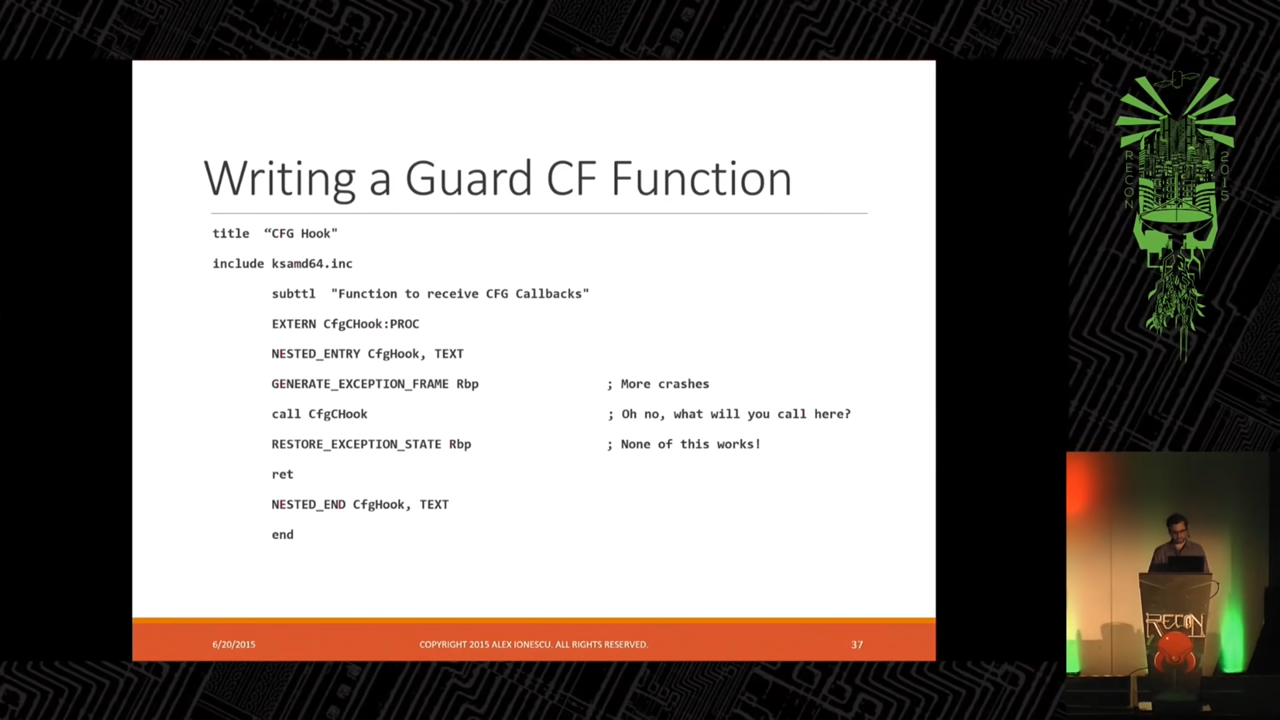 Writing a Guard CF Function
title “CFG Hook"
include ksamd64.inc
subttl "Function to receive CFG Callbacks"
EXTERN CfgCHook:PROC
NESTED_ENTRY CfgHook, TEXT
GENERATE_EXCEPTION_FRAME Rbp ; More crashes
call CfgCHook ; Oh no, what will you call here?
RESTORE_EXCEPTION_STATE Rbp ; None of this works!
ret
NESTED_END CfgHook, TEXT
end
6/20/2015 COPYRIGHT 2015 ALEX IONESCU. ALL RIGHTS RESERVED. 37
RECON
2015
RECON